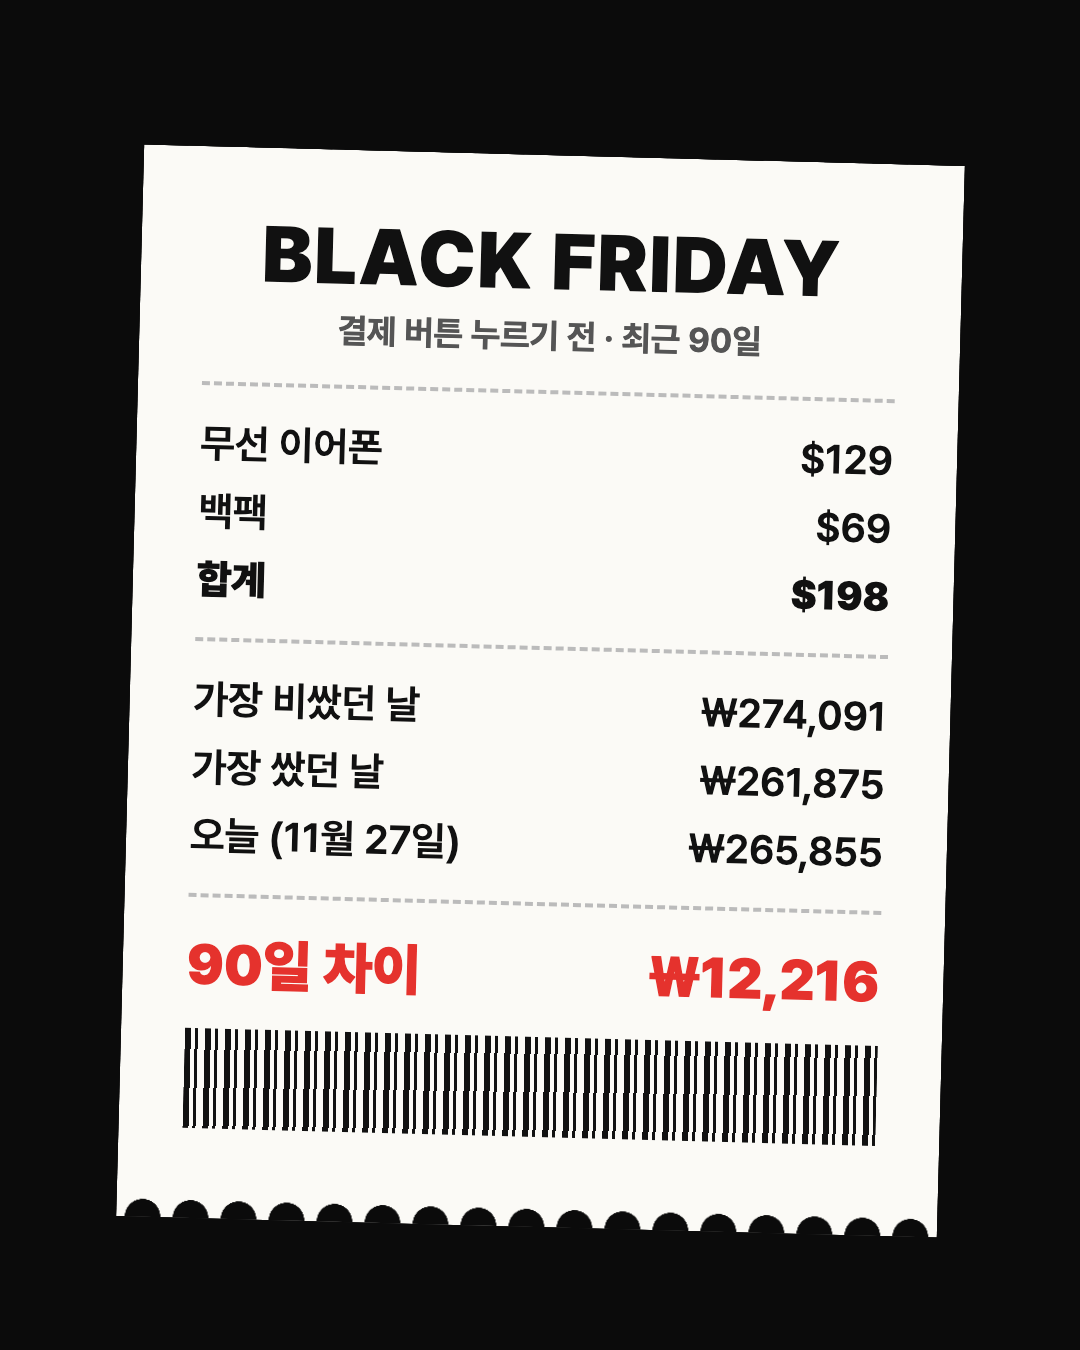 BLACK FRIDAY
결제 버튼 누르기 전 · 최근 90일
무선 이어폰 $129
백팩 $69
합계 $198
가장 비쌌던 날 ₩274,091
가장 쌌던 날 ₩261,875
오늘 (11월 27일) ₩265,855
90일 차이 ₩12,216